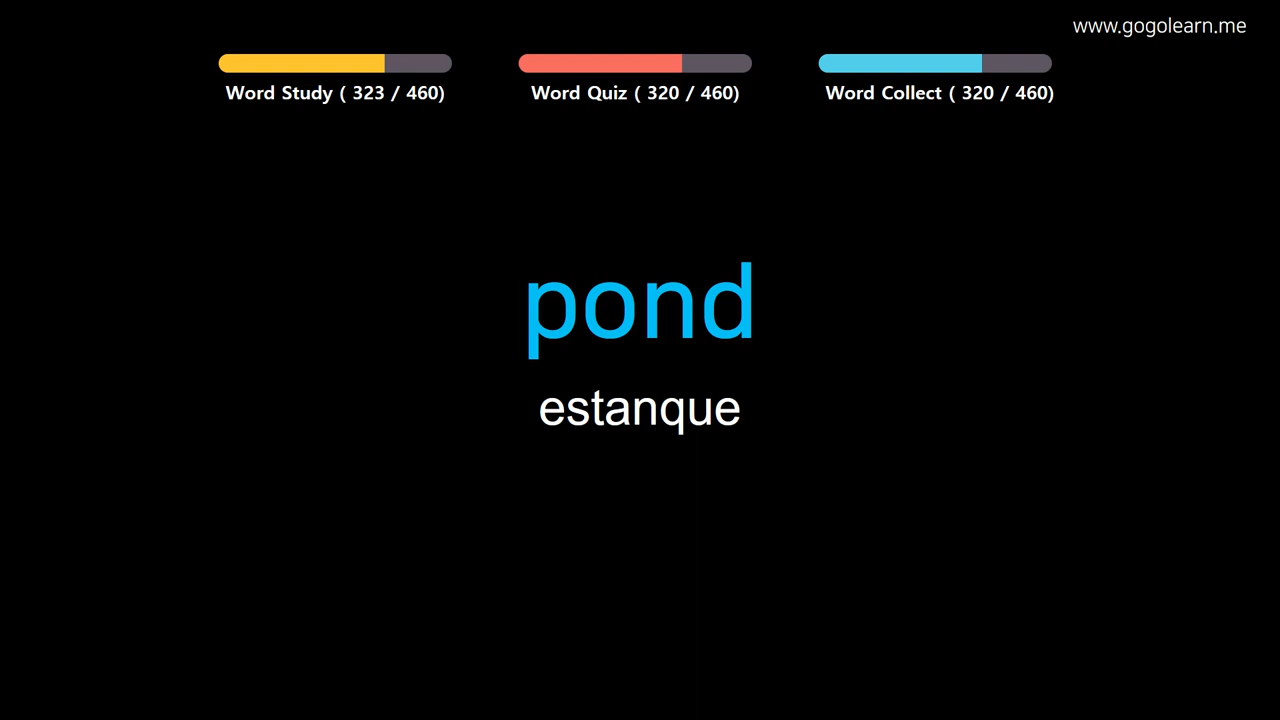 www.gogolearn.me
Word Study ( 323 / 460)
Word Quiz ( 320 / 460)
Word Collect ( 320 / 460)
pond
estanque